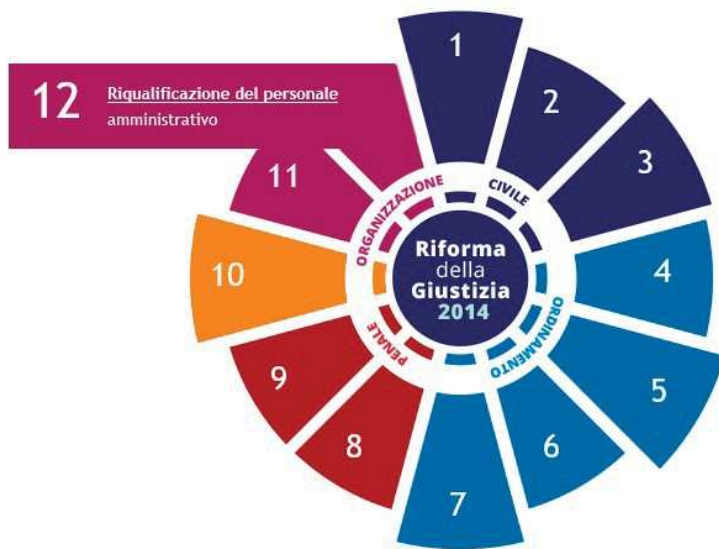 1
2
3
4
5
6
7
8
9
10
11
12
Riqualificazione del personale
amministrativo
ORGANIZZAZIONE
CIVILE
ORDINAMENTO
PENALE
Riforma
della
Giustizia
2014